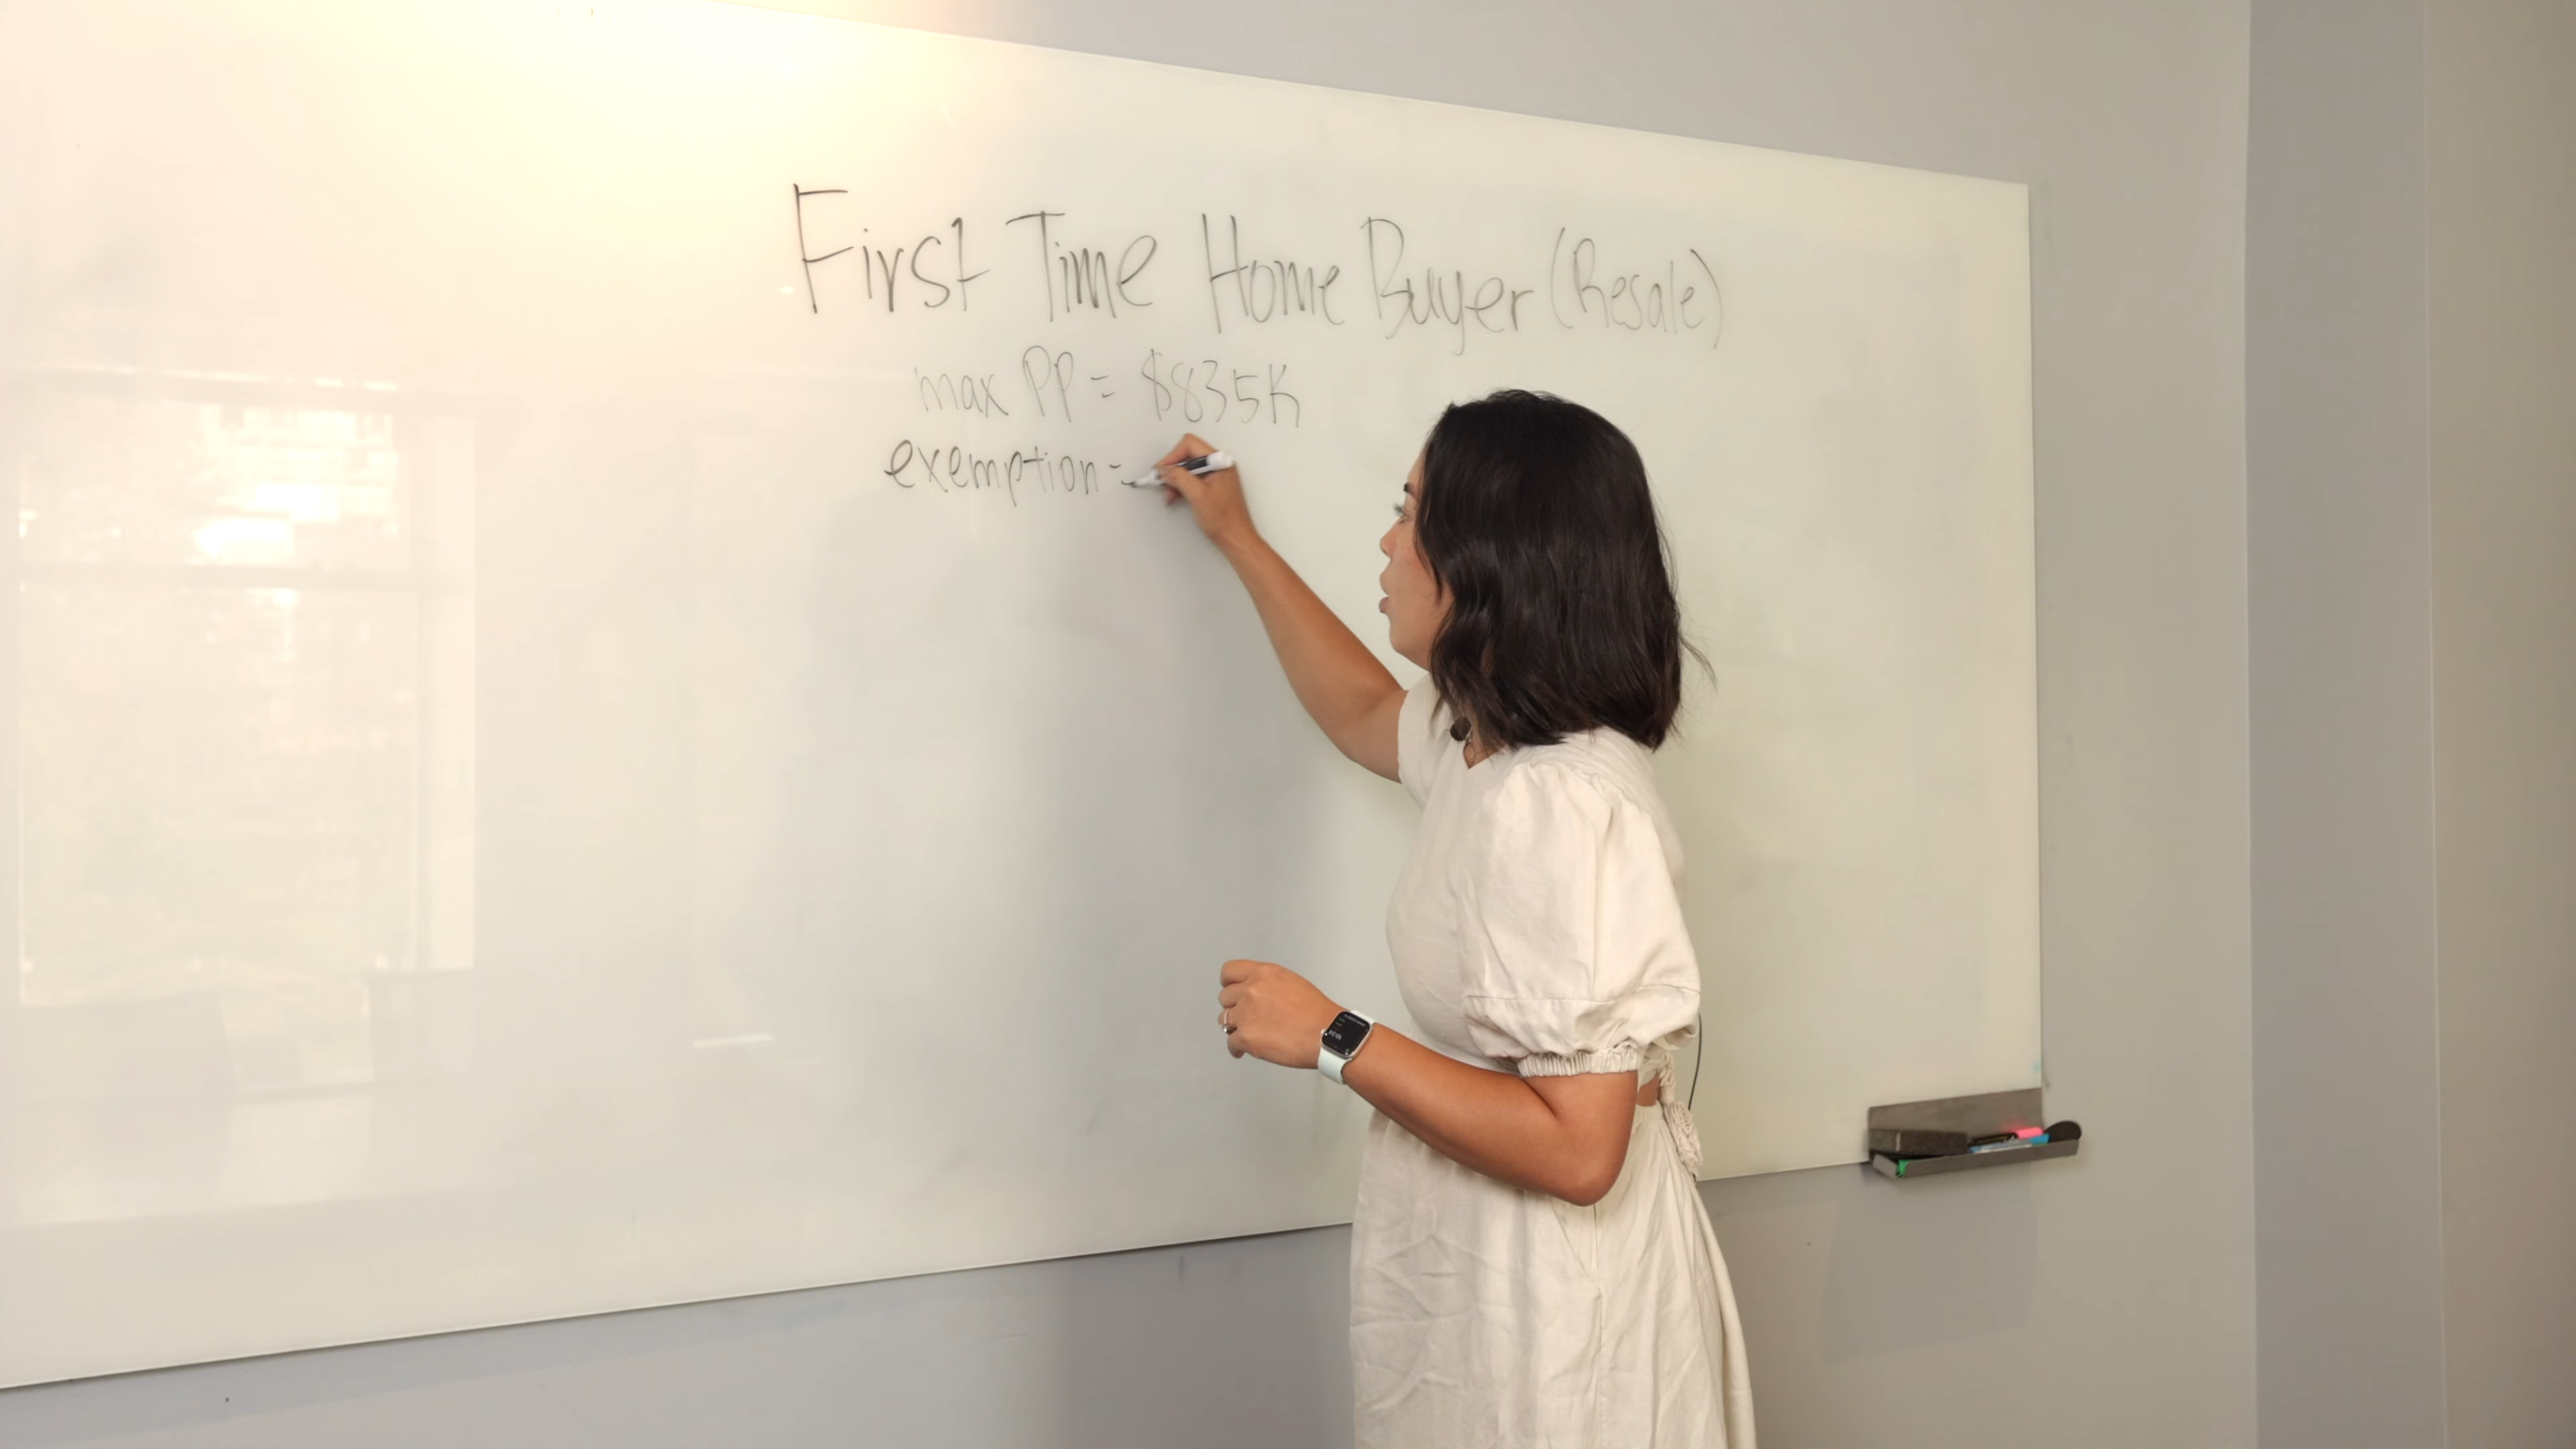 First Time Home Buyer (Resale)
max PP = $835K
exemption =